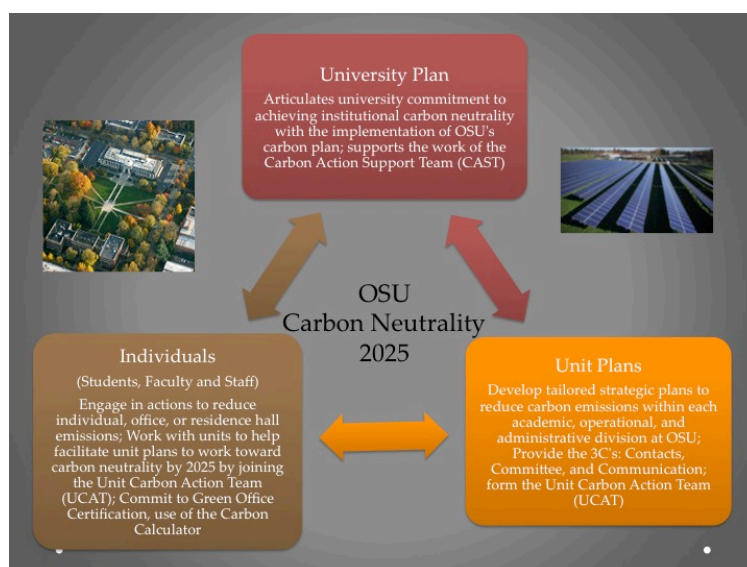 University Plan
Articulates university commitment to
achieving institutional carbon neutrality
with the implementation of OSU's
carbon plan; supports the work of the
Carbon Action Support Team (CAST)
OSU
Carbon Neutrality
2025
Individuals
(Students, Faculty and Staff)
Engage in actions to reduce
individual, office, or residence hall
emissions; Work with units to help
facilitate unit plans to work toward
carbon neutrality by 2025 by joining
the Unit Carbon Action Team
(UCAT); Commit to Green Office
Certification, use of the Carbon
Calculator
Unit Plans
Develop tailored strategic plans to
reduce carbon emissions within each
academic, operational, and
administrative division at OSU;
Provide the 3C's: Contacts,
Committee, and Communication;
form the Unit Carbon Action Team
(UCAT)